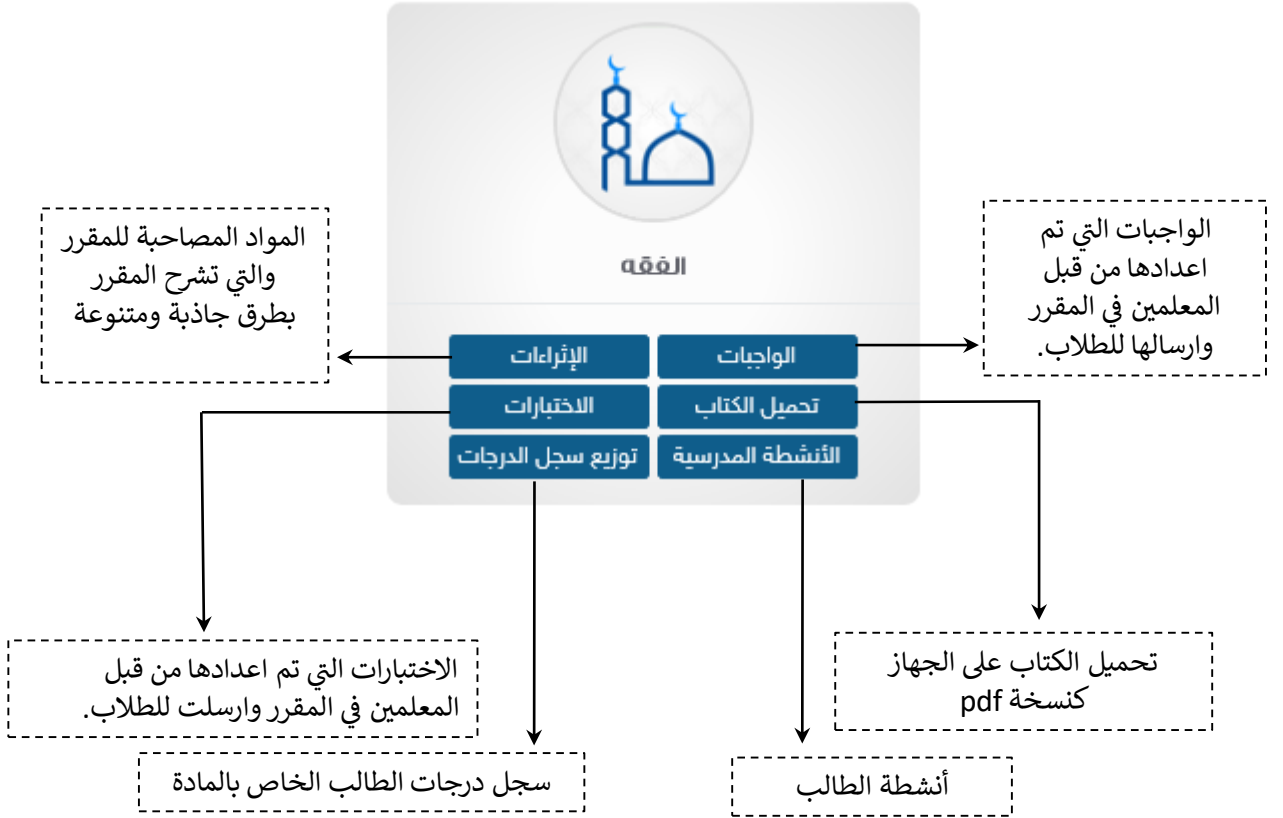 الفقه
الواجبات التي تم
اعدادها من قبل
المعلمين في المقرر
وارسالها للطلاب.
المواد المصاحبة للمقرر
والتي تشرح المقرر
بطرق جاذبة ومتنوعة
الواجبات
الإثراءات
تحميل الكتاب
الاختبارات
الأنشطة المدرسية
توزيع سجل الدرجات
تحميل الكتاب على الجهاز
كنسخة pdf
الاختبارات التي تم اعدادها من قبل
المعلمين في المقرر وارسلت للطلاب.
أنشطة الطالب
سجل درجات الطالب الخاص بالمادة